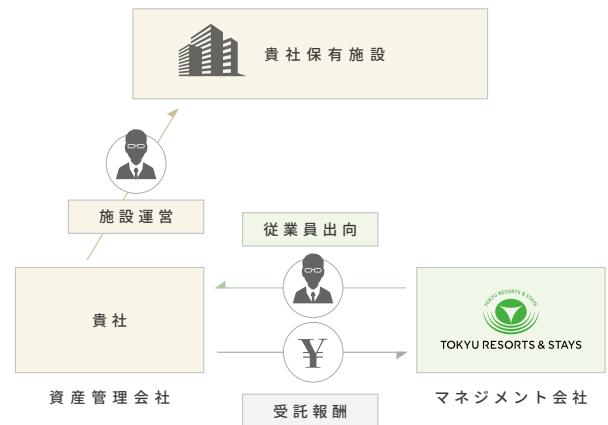 貴社保有施設
施設運営
従業員出向
貴社
TOKYU RESORTS & STAYS
TOKYU RESORTS & STAYS
¥
資産管理会社
マネジメント会社
受託報酬